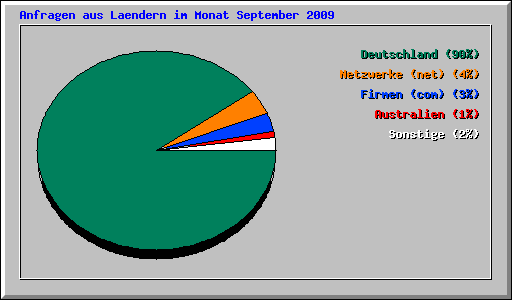 Anfragen aus Laendern im Monat September 2009
Deutschland (90%)
Netzwerke (net) (4%)
Firmen (com) (3%)
Australien (1%)
Sonstige (2%)